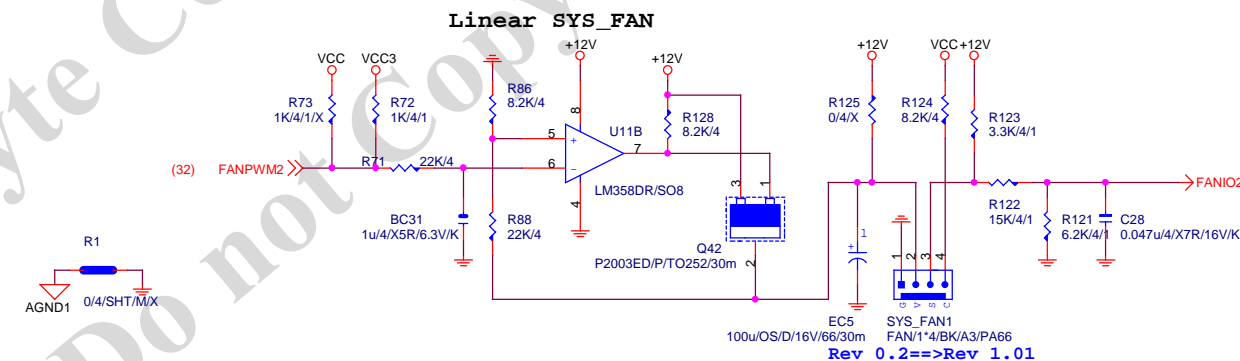 Linear SYS_FAN
+12V
+12V
+12V
VCC
+12V
VCC
VCC3
R73
1K/4/1/X
R72
1K/4/1
R86
8.2K/4
8
U11B
R128
8.2K/4
R125
0/4/X
R124
8.2K/4
R123
3.3K/4/1
5
+
7
6
-
(32)
FANPWM2
R71
22K/4
LM358DR/SO8
4
3
1
FANIO2
R122
15K/4/1
BC31
1u/4/X5R/6.3V/K
R88
22K/4
R121
6.2K/4/1
C28
0.047u/4/X7R/16V/K
Q42
P2003ED/P/TO252/30m
2
1
+
1
2
3
4
R1
AGND1
0/4/SHT/M/X
G
V
S
C
EC5
100u/OS/D/16V/66/30m
SYS_FAN1
FAN/1*4/BK/A3/PA66
Rev 0.2==>Rev 1.01
yte C
Do not Copy